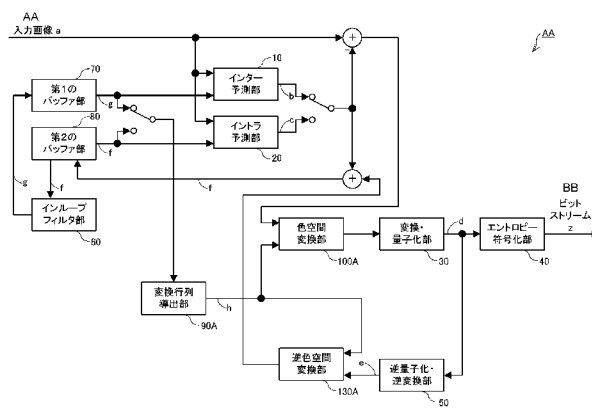 AA
入力画像 a
AA
10
インター
予測部
b
70
第1の
バッファ部
g
80
第2の
バッファ部
f
イントラ
予測部
c
20
g
f
f
インループ
フィルタ部
60
色空間
変換部
100A
変換・
量子化部
30
d
エントロピー
符号化部
40
BB
ビット
ストリーム
z
変換行列
導出部
90A
h
逆色空間
変換部
130A
e
逆量子化・
逆変換部
50